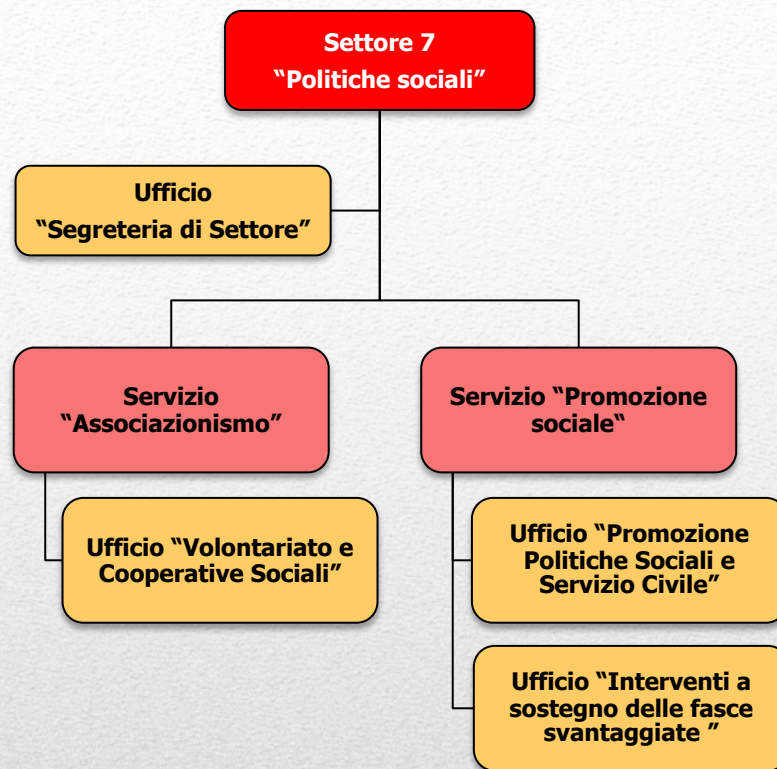 Settore 7
“Politiche sociali”
Ufficio
“Segreteria di Settore”
Servizio
“Associazionismo”
Servizio “Promozione
sociale“
Ufficio “Volontariato e
Cooperative Sociali”
Ufficio “Promozione
Politiche Sociali e
Servizio Civile”
Ufficio “Interventi a
sostegno delle fasce
svantaggiate ”